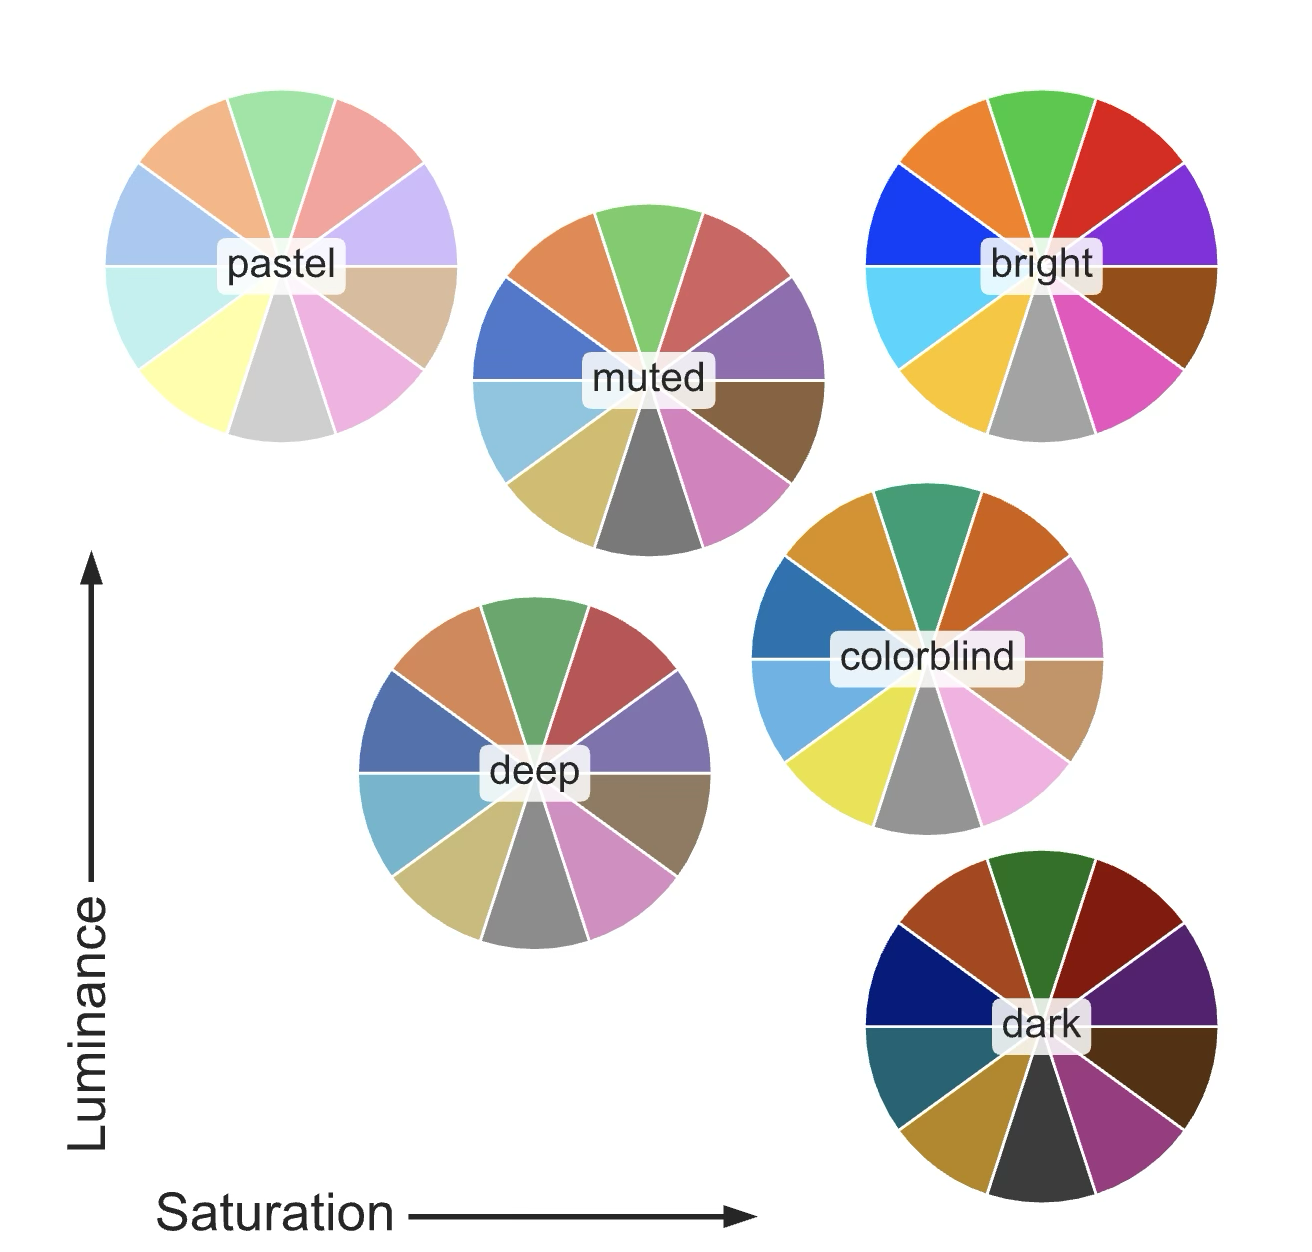 pastel
bright
muted
colorblind
deep
dark
Luminance
Saturation